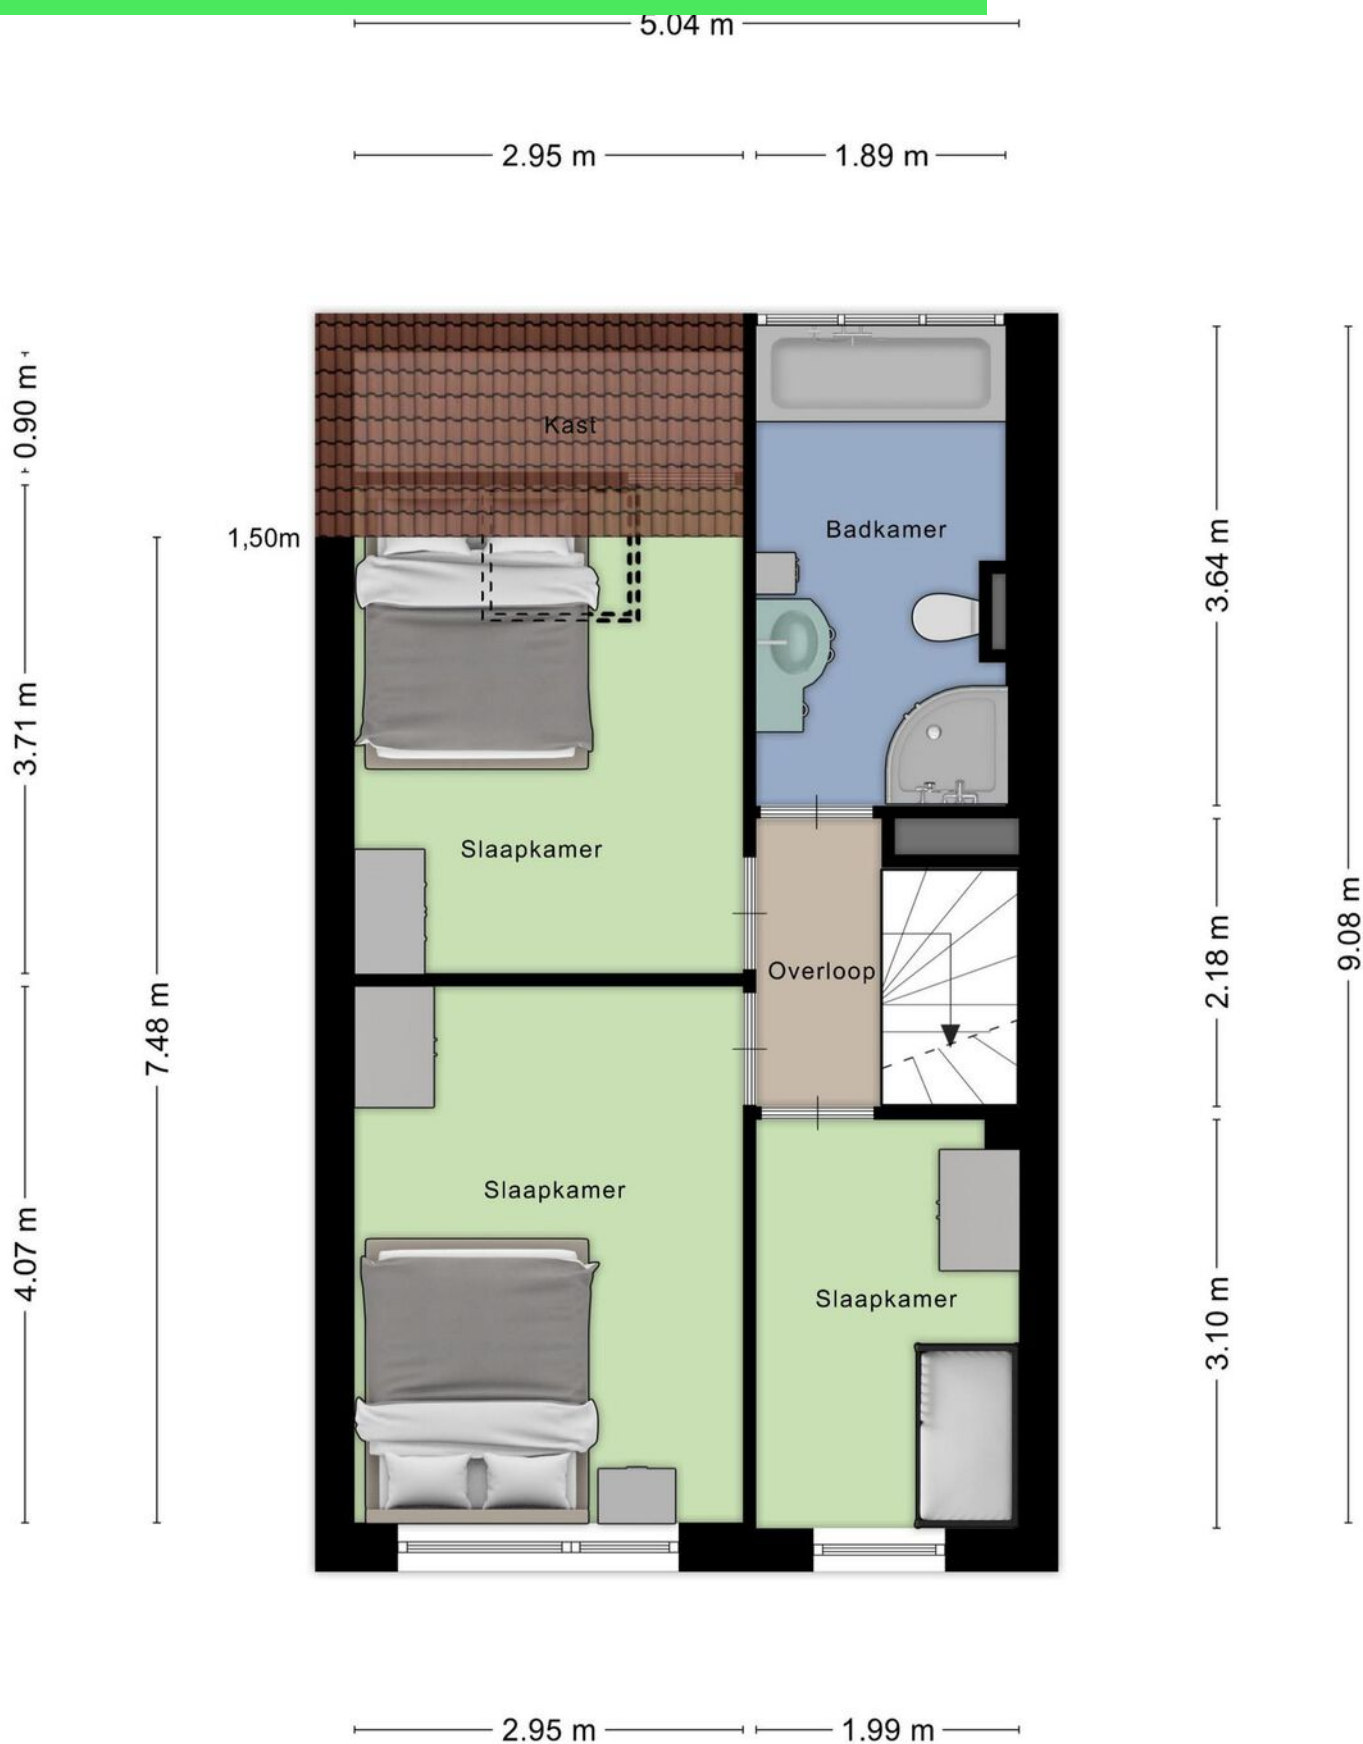 5.04 m
2.95 m
1.89 m
0.90 m
Kast
1,50m
Badkamer
3.64 m
3.71 m
Slaapkamer
9.08 m
2.18 m
Overloop
7.48 m
Slaapkamer
4.07 m
Slaapkamer
3.10 m
2.95 m
1.99 m